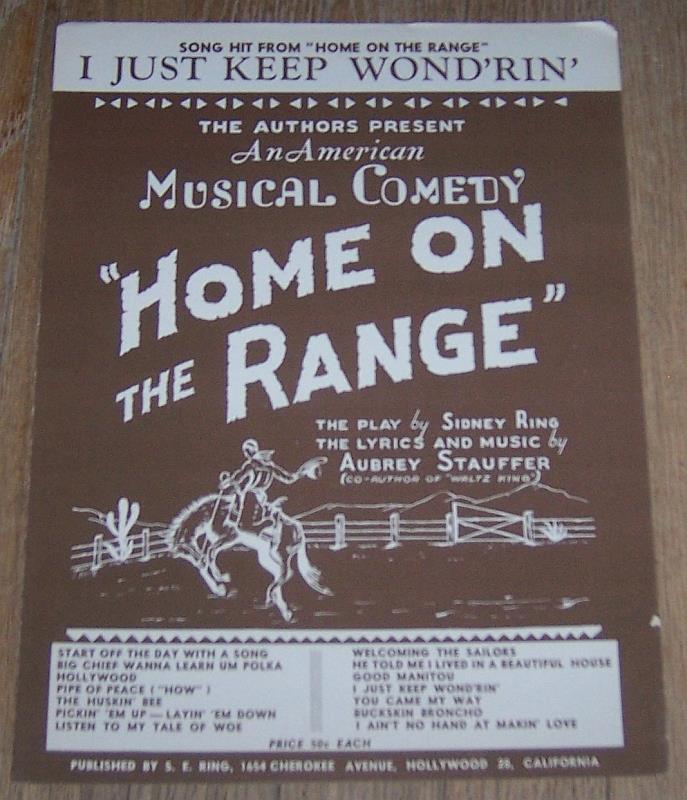 SONG HIT FROM "HOME ON THE RANGE"
I JUST KEEP WOND'RIN'
THE AUTHORS PRESENT
An American
MUSICAL COMEDY
"HOME ON
THE RANGE"
THE PLAY by SIDNEY RING
THE LYRICS AND MUSIC by
AUBREY STAUFFER
(CO-AUTHOR OF "WALTZ KING")
START OFF THE DAY WITH A SONG
BIG CHIEF WANNA LEARN UM POLKA
HOLLYWOOD
PIPE OF PEACE ("HOW")
THE HUSKIN' BEE
PICKIN' 'EM UP — LAYIN' 'EM DOWN
LISTEN TO MY TALE OF WOE
WELCOMING THE SAILORS
HE TOLD ME I LIVED IN A BEAUTIFUL HOUSE
GOOD MANITOU
I JUST KEEP WOND'RIN'
YOU CAME MY WAY
BUCKSKIN BRONCHO
I AIN'T NO HAND AT MAKIN' LOVE
PRICE 50c EACH
PUBLISHED BY S. E. RING, 1654 CHEROKEE AVENUE, HOLLYWOOD 28, CALIFORNIA